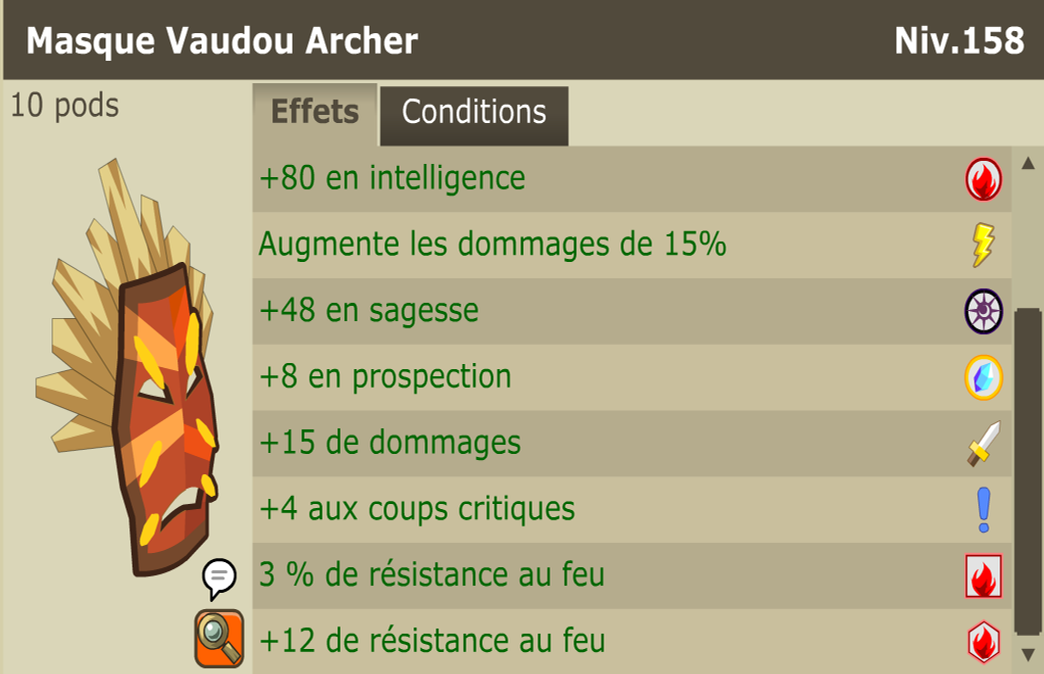 Masque Vaudou Archer
Niv.158
10 pods
Effets
Conditions
+80 en intelligence
Augmente les dommages de 15%
+48 en sagesse
+8 en prospection
+15 de dommages
+4 aux coups critiques
3 % de résistance au feu
+12 de résistance au feu